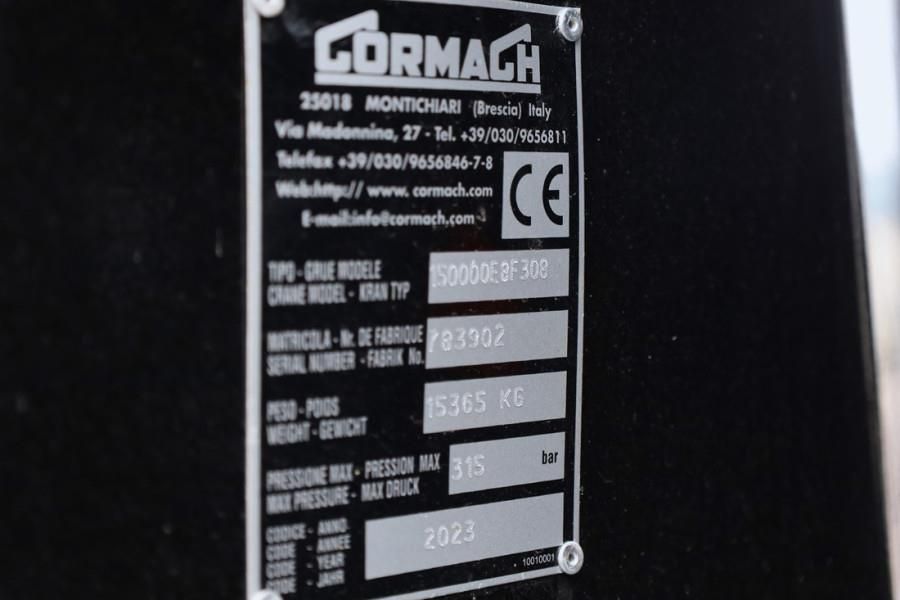 CORMACH
25018 MONTICHIARI (Brescia) Italy
Via Madonnina, 27 - Tel. +39/030/9656811
Telefax +39/030/9656846-7-8
Web:http:// www. cormach.com
E-mail:info@cormach.com
CE
TIPO - GRUE MODELE
CRANE MODEL - KRAN TYP
150000E8F308
MATRICOLA - Nr. DE FABRIQUE
SERIAL NUMBER - FABRIK No.
783902
PESO - POIDS
WEIGHT - GEWICHT
15365 KG
PRESSIONE MAX - PRESSION MAX
MAX PRESSURE - MAX DRUCK
315 bar
CODICE - ANNO
CODE - ANNEE
CODE - YEAR
CODE - JAHR
2023
10010001